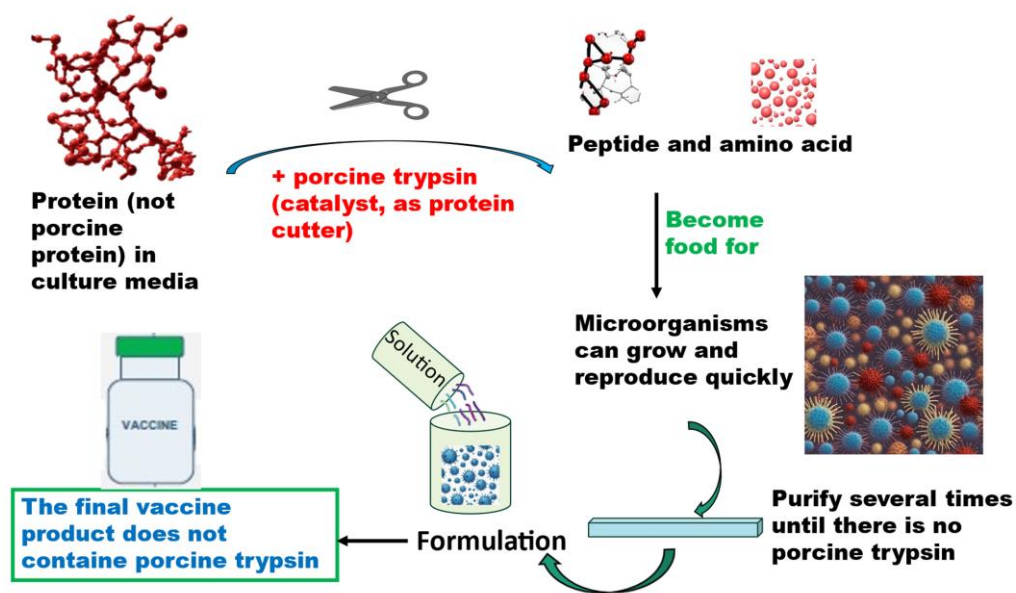 Protein (not
porcine
protein) in
culture media
+ porcine trypsin
(catalyst, as protein
cutter)
Peptide and amino acid
Become
food for
Microorganisms
can grow and
reproduce quickly
Purify several times
until there is no
porcine trypsin
Solution
Formulation
VACCINE
The final vaccine
product does not
containe porcine trypsin